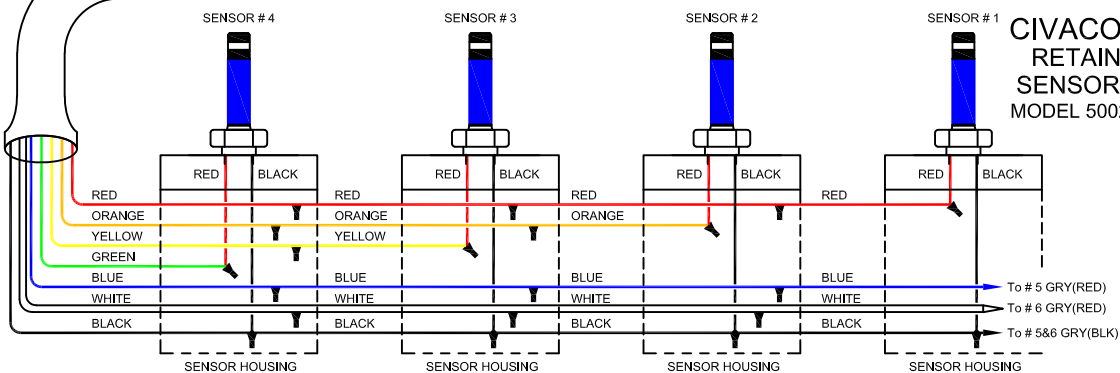 SENSOR # 4
SENSOR # 3
SENSOR # 2
SENSOR # 1
CIVACO
RETAIN
SENSOR
MODEL 500
RED BLACK
RED BLACK
RED BLACK
RED BLACK
RED RED RED RED
ORANGE ORANGE ORANGE
YELLOW YELLOW
GREEN
BLUE BLUE BLUE BLUE
To # 5 GRY(RED)
WHITE WHITE WHITE WHITE
To # 6 GRY(RED)
BLACK BLACK BLACK BLACK
To # 5&6 GRY(BLK)
SENSOR HOUSING
SENSOR HOUSING
SENSOR HOUSING
SENSOR HOUSING